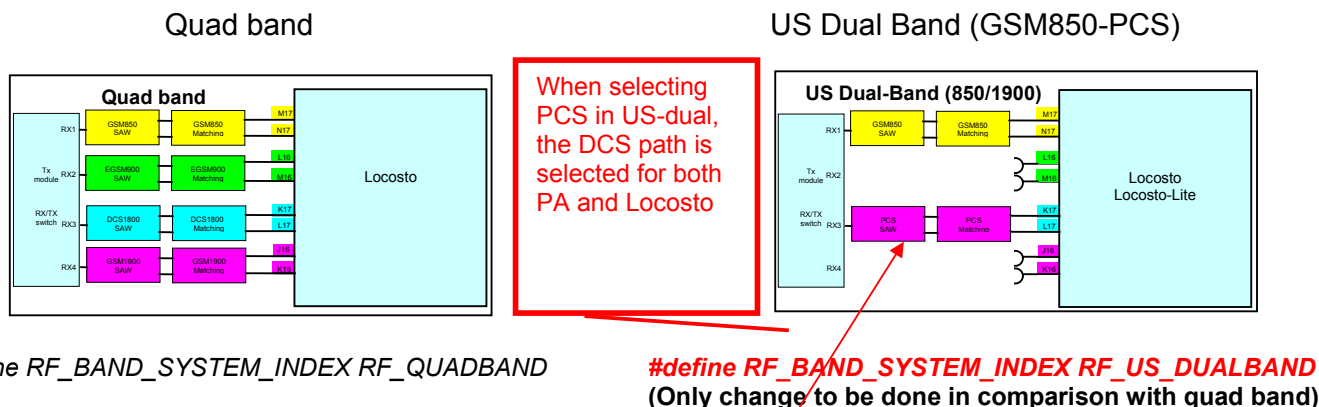 Quad band
US Dual Band (GSM850-PCS)
Quad band
RX1
GSM850 SAW
GSM850 Matching
M17
N17
Tx module
RX2
EGSM900 SAW
EGSM900 Matching
L16
M16
RX/TX switch
RX3
DCS1800 SAW
DCS1800 Matching
K17
L17
RX4
GSM1900 SAW
GSM1900 Matching
J16
K16
Locosto
When selecting
PCS in US-dual,
the DCS path is
selected for both
PA and Locosto
US Dual-Band (850/1900)
RX1
GSM850 SAW
GSM850 Matching
M17
N17
Tx module
RX2
L16
M16
RX/TX switch
RX3
PCS SAW
PCS Matching
K17
L17
RX4
J16
K16
Locosto
Locosto-Lite
ne RF_BAND_SYSTEM_INDEX RF_QUADBAND
#define RF_BAND_SYSTEM_INDEX RF_US_DUALBAND
(Only change to be done in comparison with quad band)